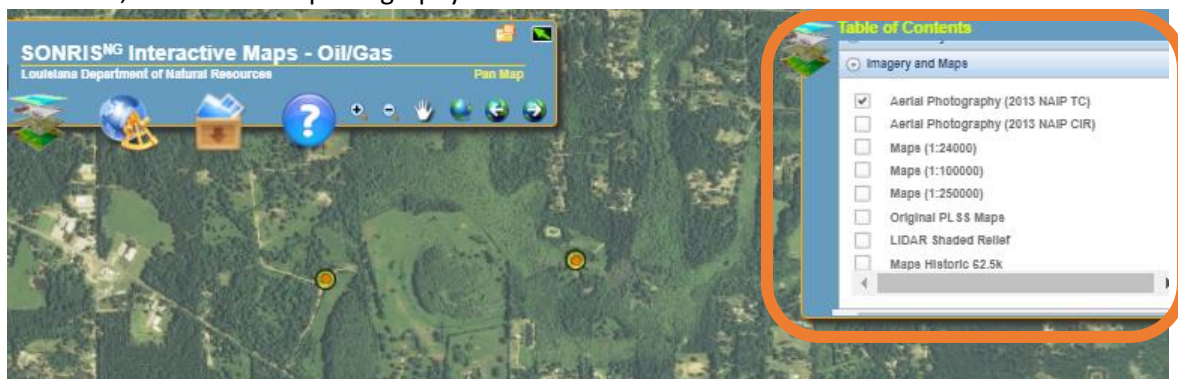 SONRISNG Interactive Maps - Oil/Gas
Louisiana Department of Natural Resources
Pan Map
?
Table of Contents
Imagery and Maps
Aerial Photography (2013 NAIP TC)
Aerial Photography (2013 NAIP CIR)
Maps (1:24000)
Maps (1:100000)
Maps (1:250000)
Original PLSS Maps
LIDAR Shaded Relief
Maps Historic 62.5k